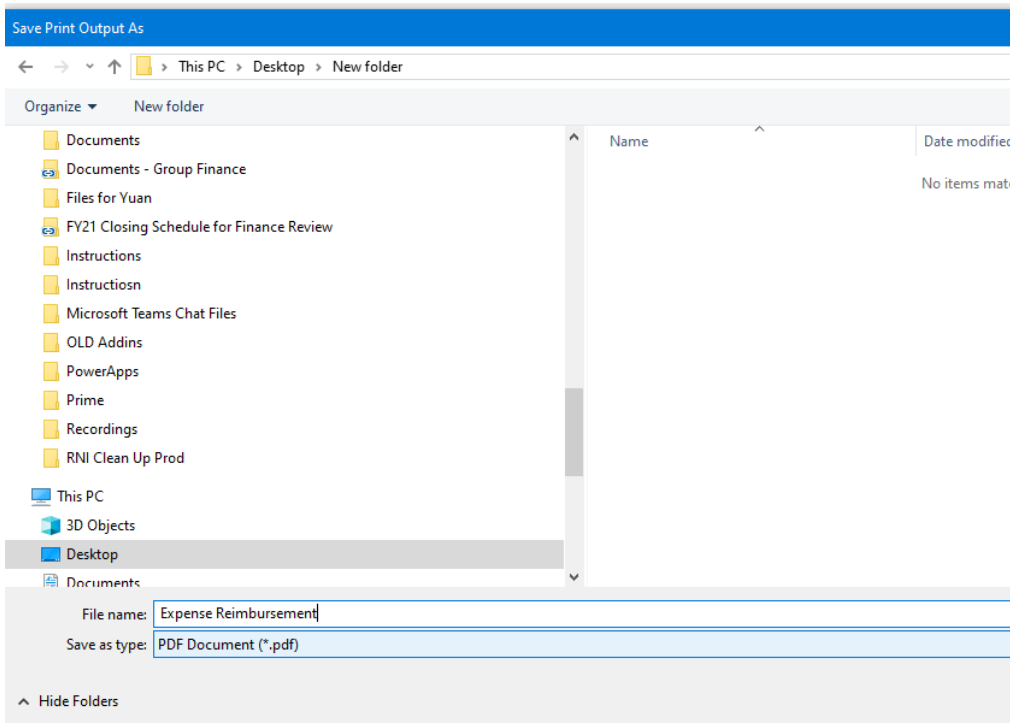 Save Print Output As
This PC > Desktop > New folder
Organize New folder
Documents
Documents - Group Finance
Files for Yuan
FY21 Closing Schedule for Finance Review
Instructions
Instructiosn
Microsoft Teams Chat Files
OLD Addins
PowerApps
Prime
Recordings
RNI Clean Up Prod
This PC
3D Objects
Desktop
Documents
Name Date modified
No items mat
File name: Expense Reimbursement
Save as type: PDF Document (*.pdf)
Hide Folders